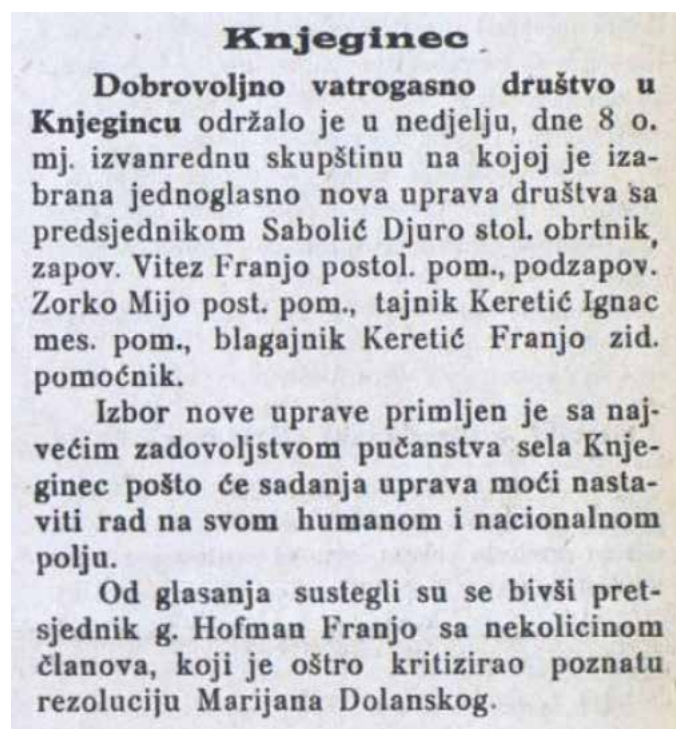 Knjeginec
Dobrovoljno vatrogasno društvo u
Knjegincu održalo je u nedjelju, dne 8 o.
mj. izvanrednu skupštinu na kojoj je iza-
brana jednoglasno nova uprava društva sa
predsjednikom Sabolić Djuro stol. obrtnik,
zapov. Vitez Franjo postol. pom., podzapov.
Zorko Mijo post. pom., tajnik Keretić Ignac
mes. pom., blagajnik Keretić Franjo zid.
pomoćnik.
Izbor nove uprave primljen je sa naj-
većim zadovoljstvom pučanstva sela Knje-
ginec pošto će sadanja uprava moći nasta-
viti rad na svom humanom i nacionalnom
polju.
Od glasanja sustegli su se bivši pret-
sjednik g. Hofman Franjo sa nekolicinom
članova, koji je oštro kritizirao poznatu
rezoluciju Marijana Dolanskog.